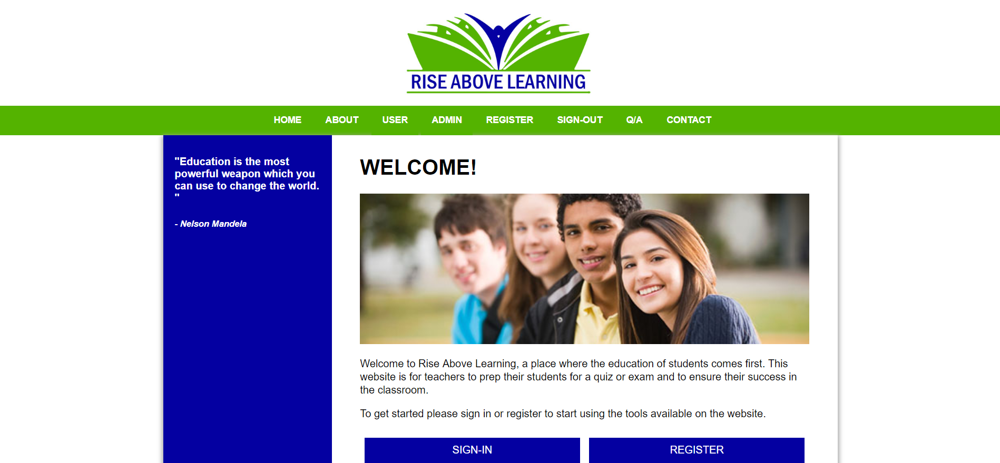 RISE ABOVE LEARNING
HOME ABOUT USER ADMIN REGISTER SIGN-OUT Q/A CONTACT
"Education is the most
powerful weapon which you
can use to change the world.
"
- Nelson Mandela
WELCOME!
Welcome to Rise Above Learning, a place where the education of students comes first. This
website is for teachers to prep their students for a quiz or exam and to ensure their success in
the classroom.
To get started please sign in or register to start using the tools available on the website.
SIGN-IN REGISTER